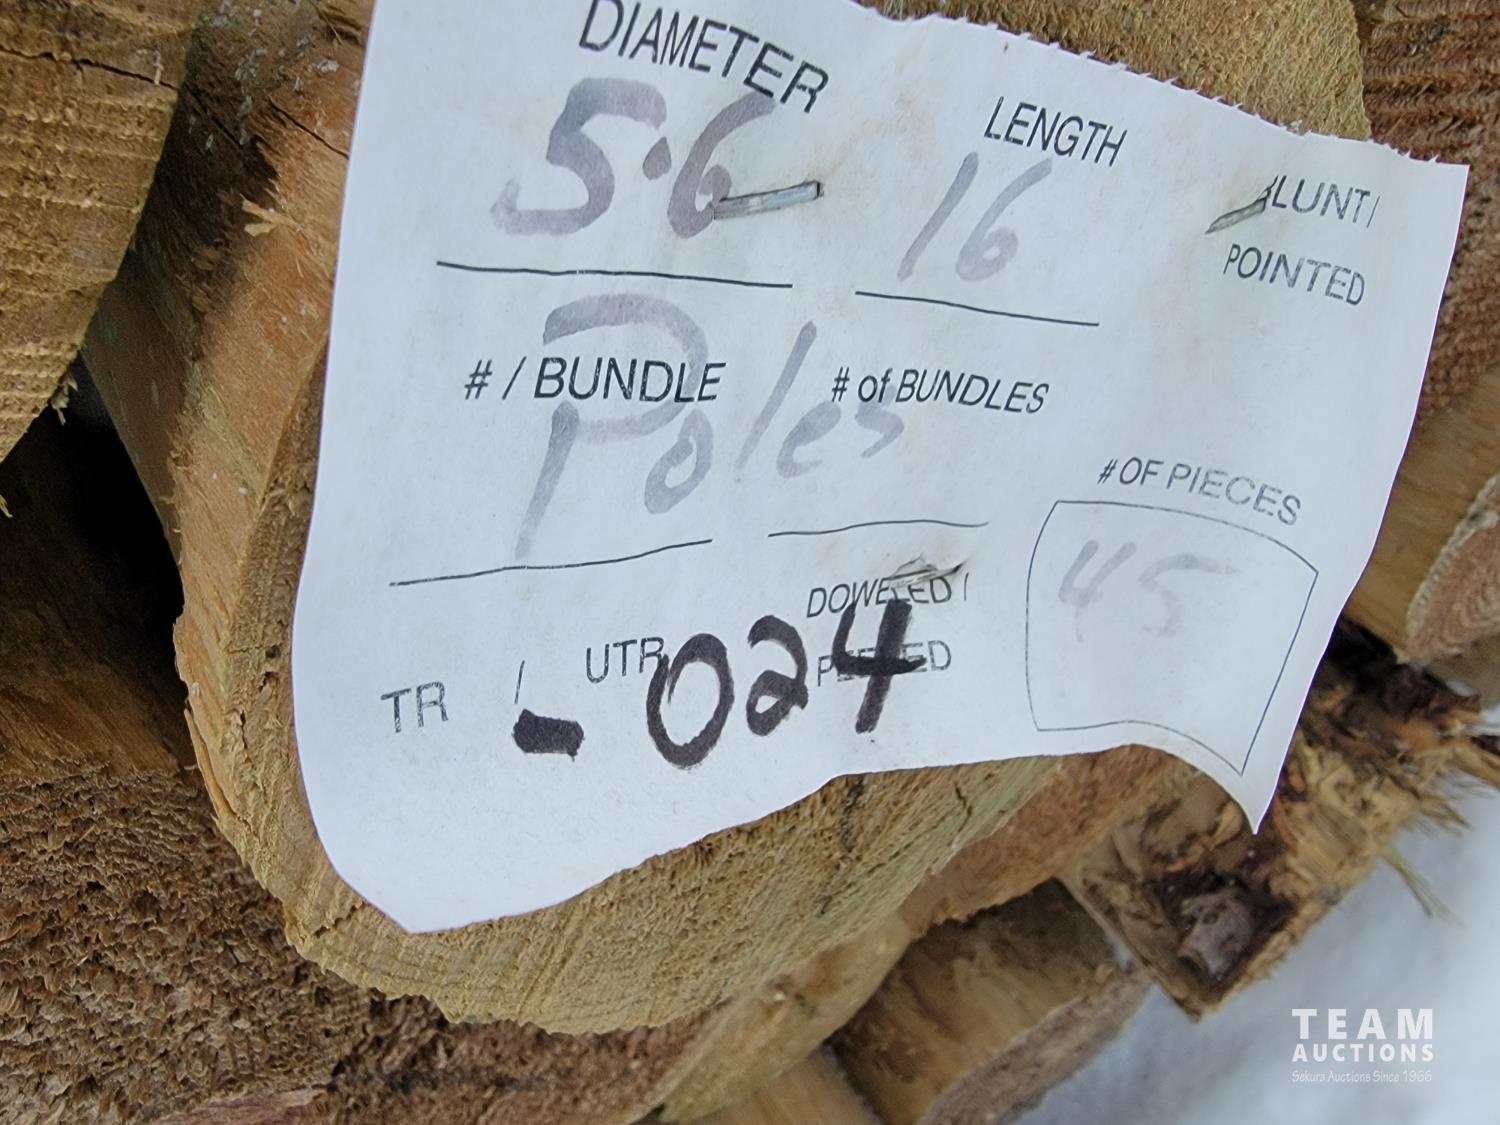 DIAMETER LENGTH
5.6 16 BLUNT/
POINTED
# / BUNDLE # of BUNDLES
Poles
# OF PIECES
45
DOWELED /
TR / UTR PEELED
-024
TEAM
AUCTIONS
Sekura Auctions Since 1966